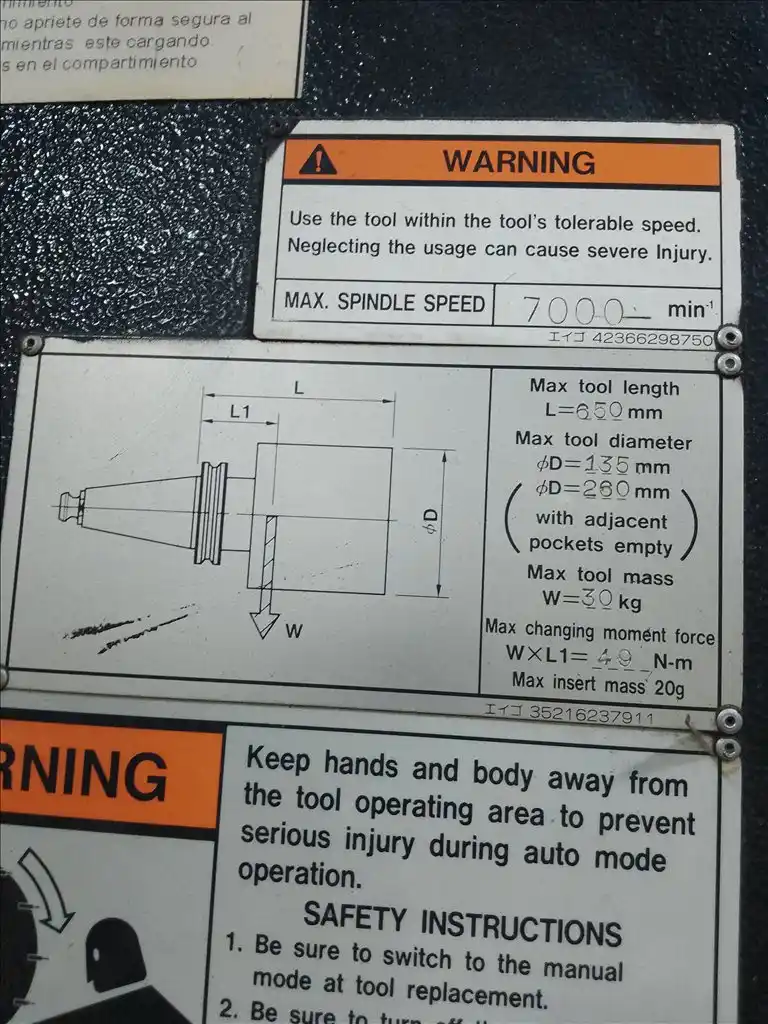 no apriete de forma segura al
mientras este cargando
s en el compartimiento
WARNING
Use the tool within the tool's tolerable speed.
Neglecting the usage can cause severe Injury.
MAX. SPINDLE SPEED 7000 min⁻¹
エイゴ 42366298750
L
L1
φD
W
Max tool length
L=650mm
Max tool diameter
φD=135mm
φD=260mm
(with adjacent
pockets empty)
Max tool mass
W=30kg
Max changing moment force
W×L1= 49 N-m
Max insert mass 20g
エイゴ 35216237911
RNING
Keep hands and body away from
the tool operating area to prevent
serious injury during auto mode
operation.
SAFETY INSTRUCTIONS
1. Be sure to switch to the manual
mode at tool replacement.
2. Be sure to turn off